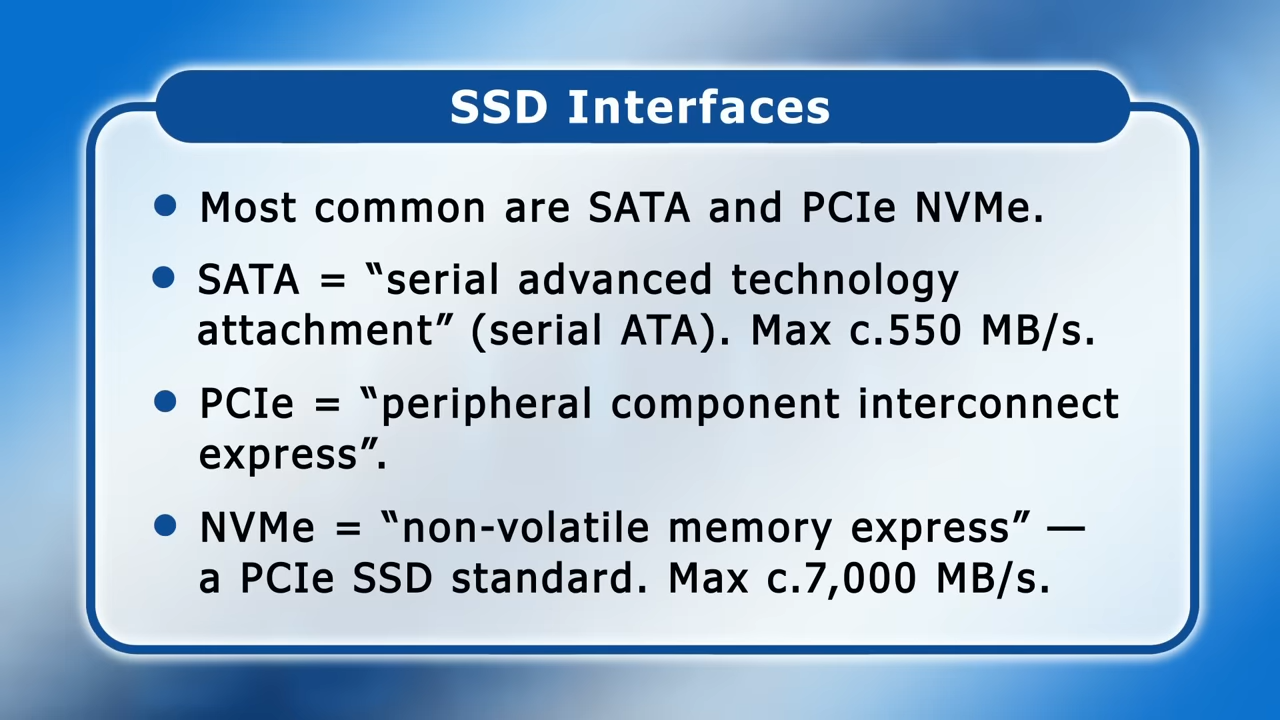 SSD Interfaces
• Most common are SATA and PCIe NVMe.
• SATA = “serial advanced technology
attachment” (serial ATA). Max c.550 MB/s.
• PCIe = “peripheral component interconnect
express”.
• NVMe = “non-volatile memory express” —
a PCIe SSD standard. Max c.7,000 MB/s.